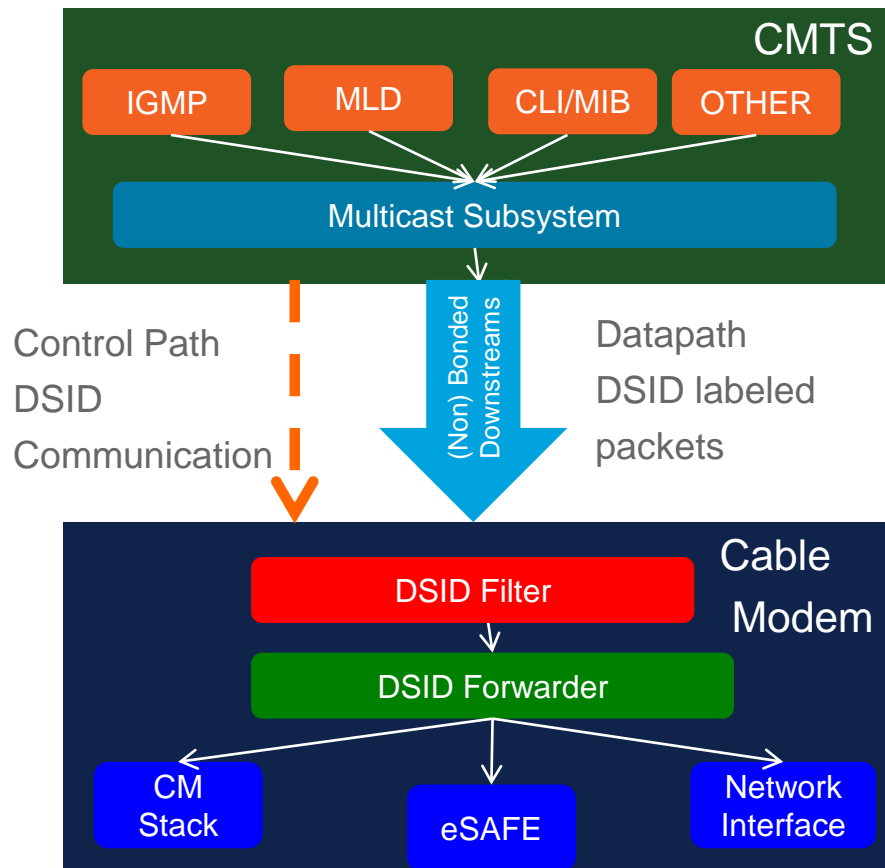 CMTS
IGMP
MLD
CLI/MIB
OTHER
Multicast Subsystem
Control Path
DSID
Communication
(Non) Bonded
Downstreams
Datapath
DSID labeled
packets
Cable
Modem
DSID Filter
DSID Forwarder
CM
Stack
eSAFE
Network
Interface